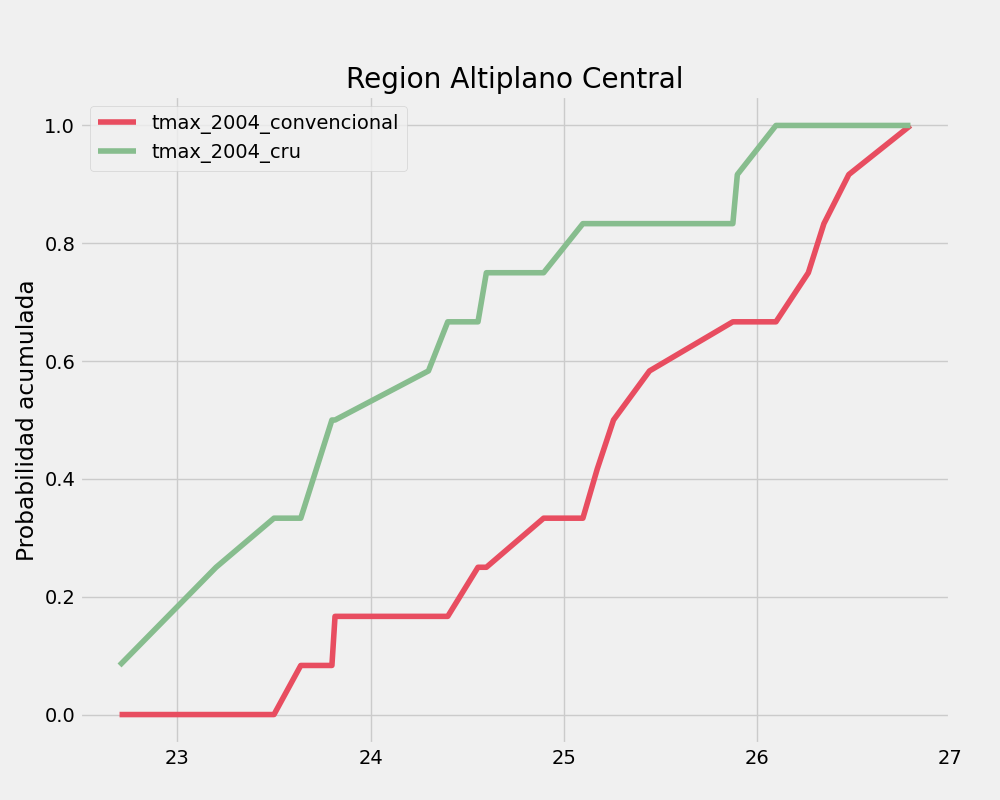 Region Altiplano Central
tmax_2004_convencional
tmax_2004_cru
Probabilidad acumulada
1.0
0.8
0.6
0.4
0.2
0.0
23
24
25
26
27